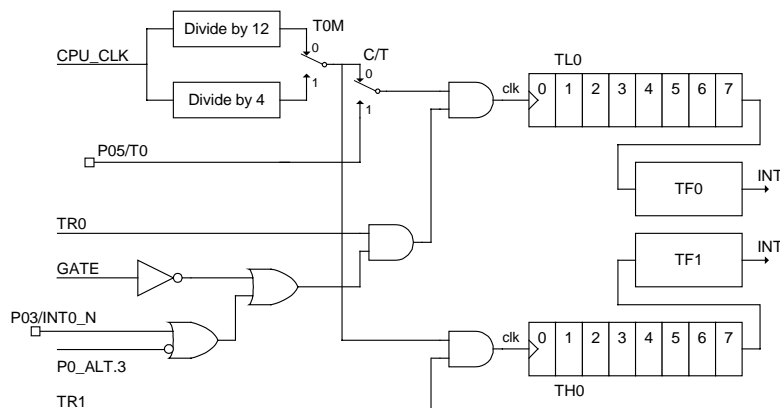 Divide by 12
T0M
CPU_CLK
0
C/T
TL0
0
1
Divide by 4
clk
0 1 2 3 4 5 6 7
1
P05/T0
TF0
INT
TR0
GATE
TF1
INT
P03/INT0_N
clk
0 1 2 3 4 5 6 7
P0_ALT.3
TH0
TR1